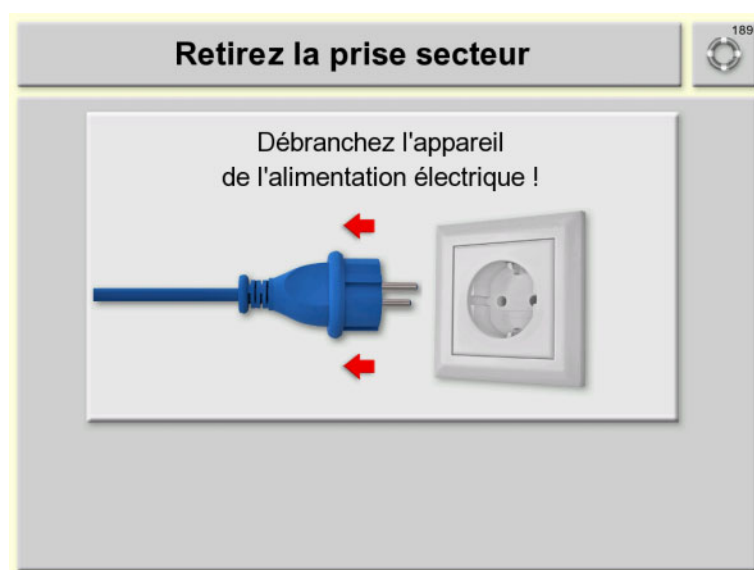 Retirez la prise secteur
189
Débranchez l'appareil
de l'alimentation électrique !